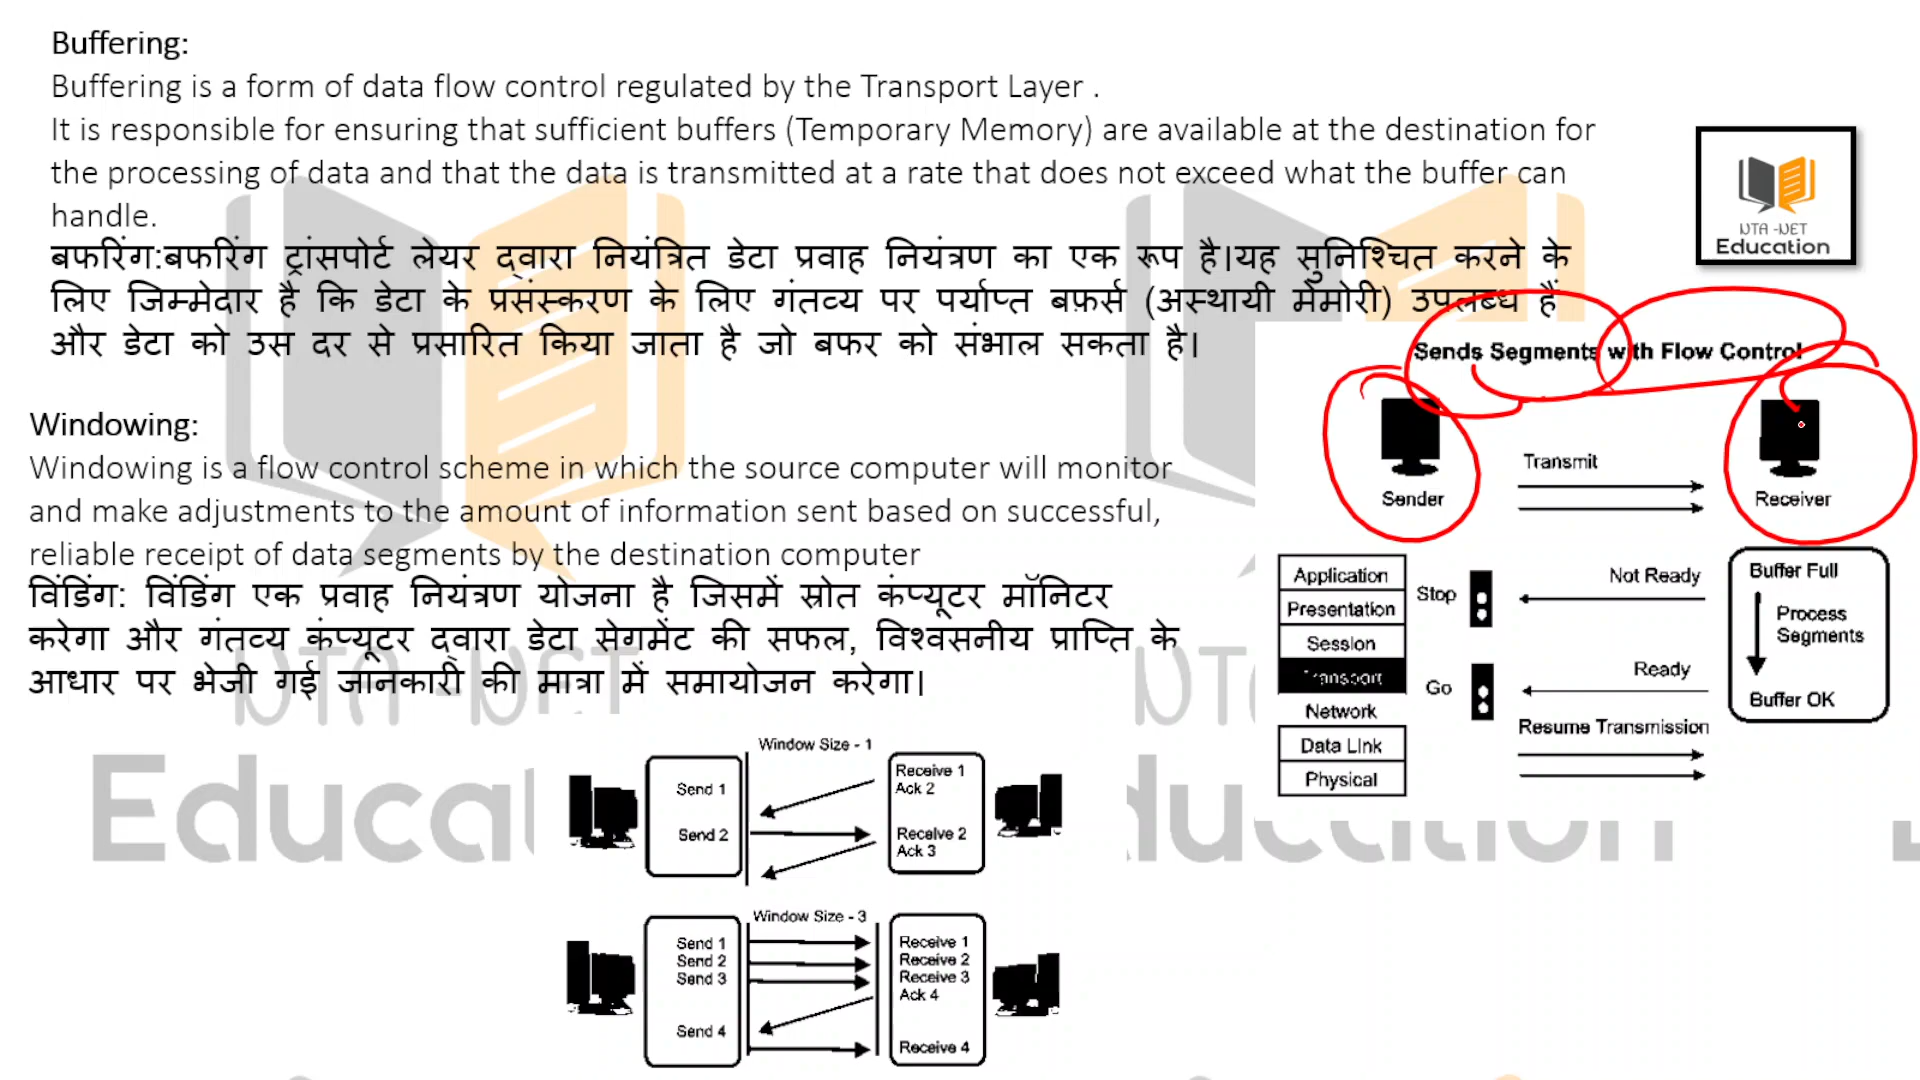 Buffering:
Buffering is a form of data flow control regulated by the Transport Layer .
It is responsible for ensuring that sufficient buffers (Temporary Memory) are available at the destination for
the processing of data and that the data is transmitted at a rate that does not exceed what the buffer can
handle.
बफरिंग:बफरिंग ट्रांसपोर्ट लेयर द्वारा नियंत्रित डेटा प्रवाह नियंत्रण का एक रूप है।यह सुनिश्चित करने के
लिए जिम्मेदार है कि डेटा के प्रसंस्करण के लिए गंतव्य पर पर्याप्त बफ़र्स (अस्थायी मेमोरी) उपलब्ध हैं
और डेटा को उस दर से प्रसारित किया जाता है जो बफर को संभाल सकता है।
Windowing:
Windowing is a flow control scheme in which the source computer will monitor
and make adjustments to the amount of information sent based on successful,
reliable receipt of data segments by the destination computer
विंडिंग: विंडिंग एक प्रवाह नियंत्रण योजना है जिसमें स्रोत कंप्यूटर मॉनिटर
करेगा और गंतव्य कंप्यूटर द्वारा डेटा सेगमेंट की सफल, विश्वसनीय प्राप्ति के
आधार पर भेजी गई जानकारी की मात्रा में समायोजन करेगा।
NTA -NET
Education
Sends Segments with Flow Control
Transmit
Sender
Receiver
Application
Presentation
Session
Transport
Network
Data Link
Physical
Stop
Not Ready
Go
Ready
Resume Transmission
Buffer Full
Process
Segments
Buffer OK
Window Size - 1
Send 1
Send 2
Receive 1
Ack 2
Receive 2
Ack 3
Window Size - 3
Send 1
Send 2
Send 3
Send 4
Receive 1
Receive 2
Receive 3
Ack 4
Receive 4
NTA -NET
Education